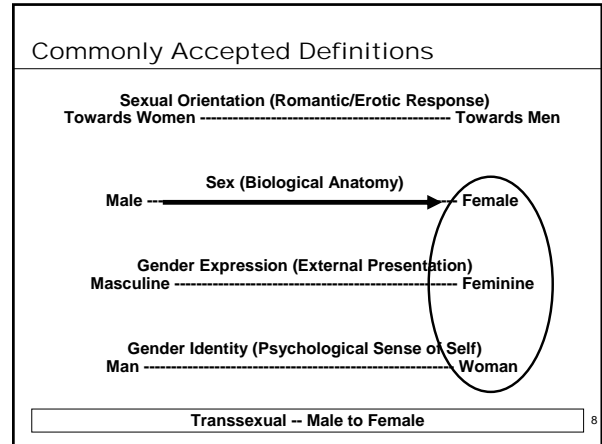 Commonly Accepted Definitions
Sexual Orientation (Romantic/Erotic Response)
Towards Women ---------------------------------------------- Towards Men
Sex (Biological Anatomy)
Male --- --- Female
Gender Expression (External Presentation)
Masculine ---------------------------------------------------- Feminine
Gender Identity (Psychological Sense of Self)
Man --------------------------------------------------------- Woman
Transsexual -- Male to Female
8